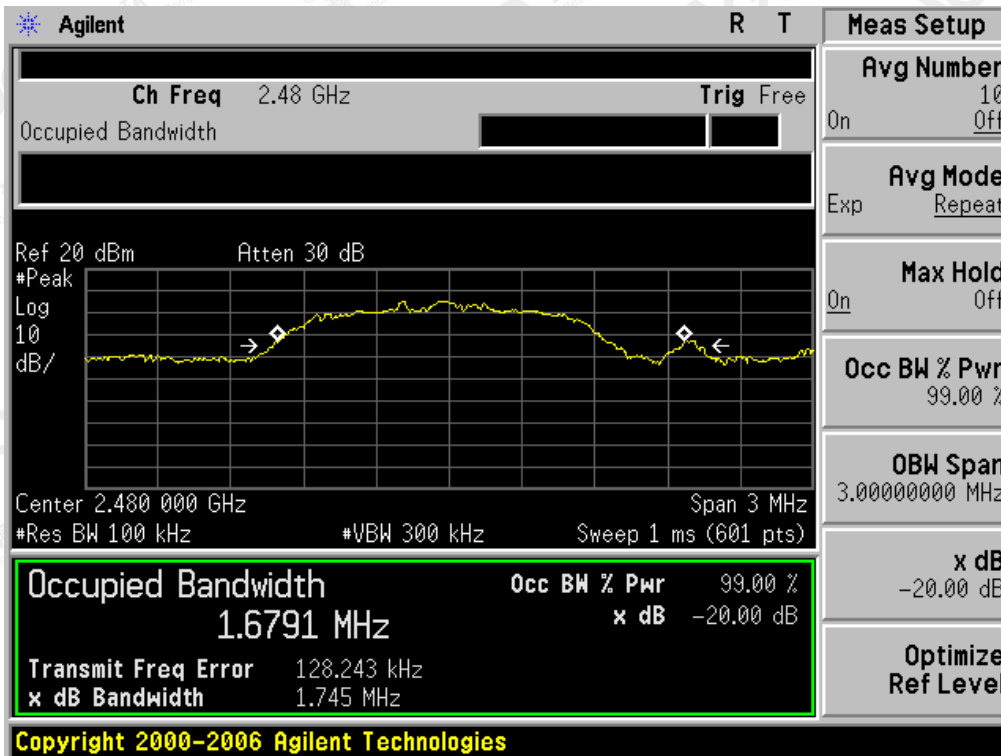 Agilent R T
Ch Freq 2.48 GHz Trig Free
Occupied Bandwidth
Ref 20 dBm Atten 30 dB
#Peak
Log
10
dB/
Center 2.480 000 GHz Span 3 MHz
#Res BW 100 kHz #VBW 300 kHz Sweep 1 ms (601 pts)
Occupied Bandwidth
1.6791 MHz
Occ BW % Pwr 99.00 %
x dB -20.00 dB
Transmit Freq Error 128.243 kHz
x dB Bandwidth 1.745 MHz
Copyright 2000-2006 Agilent Technologies
Meas Setup
Avg Number
10
On Off
Avg Mode
Exp Repeat
Max Hold
On Off
Occ BW % Pwr
99.00 %
OBW Span
3.00000000 MHz
x dB
-20.00 dB
Optimize
Ref Level